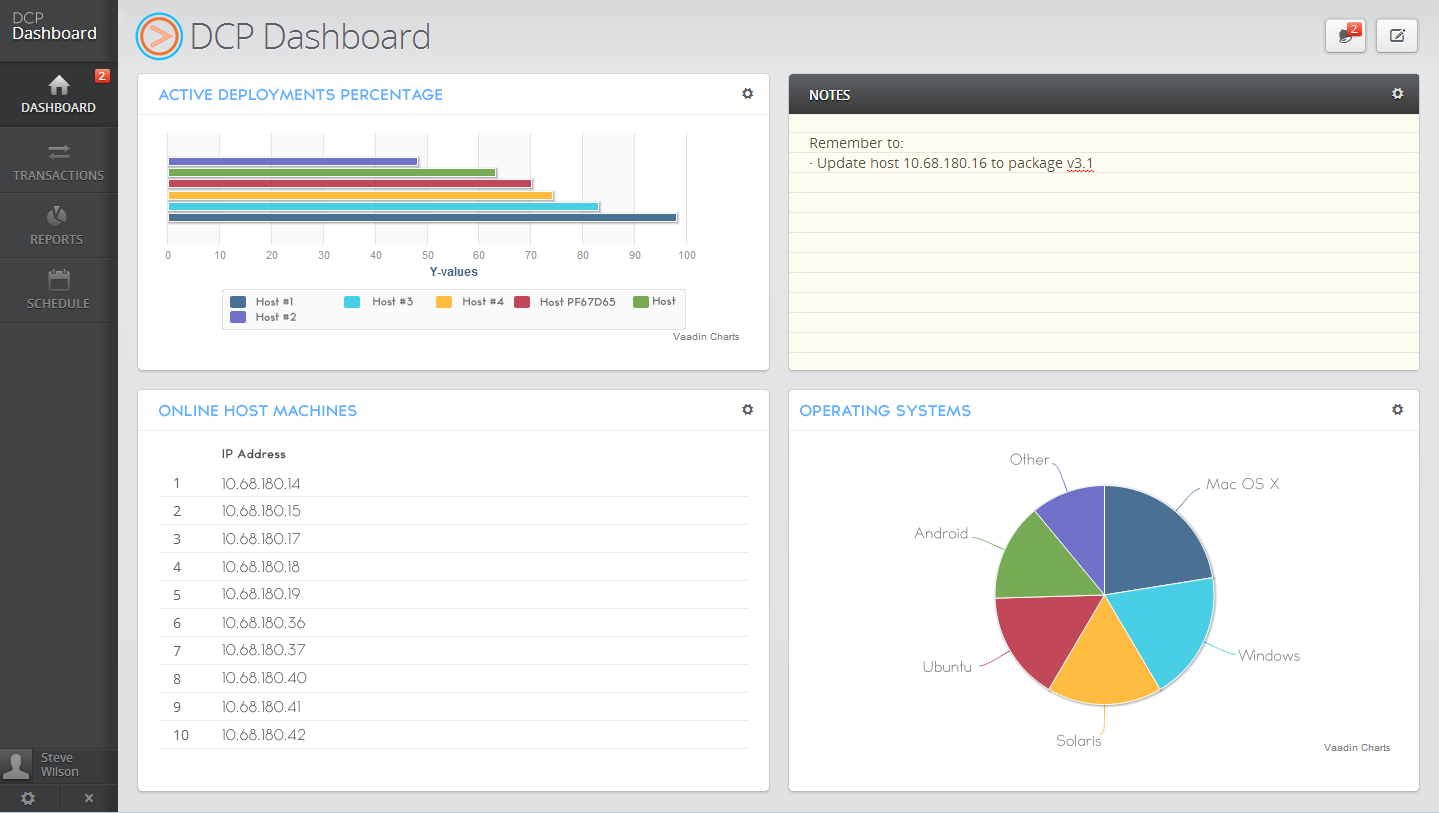 DCP
Dashboard
2
DASHBOARD
TRANSACTIONS
REPORTS
SCHEDULE
Steve
Wilson
DCP Dashboard
2
ACTIVE DEPLOYMENTS PERCENTAGE
0 10 20 30 40 50 60 70 80 90 100
Y-values
Host #1 Host #3 Host #4 Host PF67D65 Host
Host #2
Vaadin Charts
NOTES
Remember to:
· Update host 10.68.180.16 to package v3.1
ONLINE HOST MACHINES
IP Address
1 10.68.180.14
2 10.68.180.15
3 10.68.180.17
4 10.68.180.18
5 10.68.180.19
6 10.68.180.36
7 10.68.180.37
8 10.68.180.40
9 10.68.180.41
10 10.68.180.42
OPERATING SYSTEMS
Other
Mac OS X
Android
Windows
Ubuntu
Solaris
Vaadin Charts